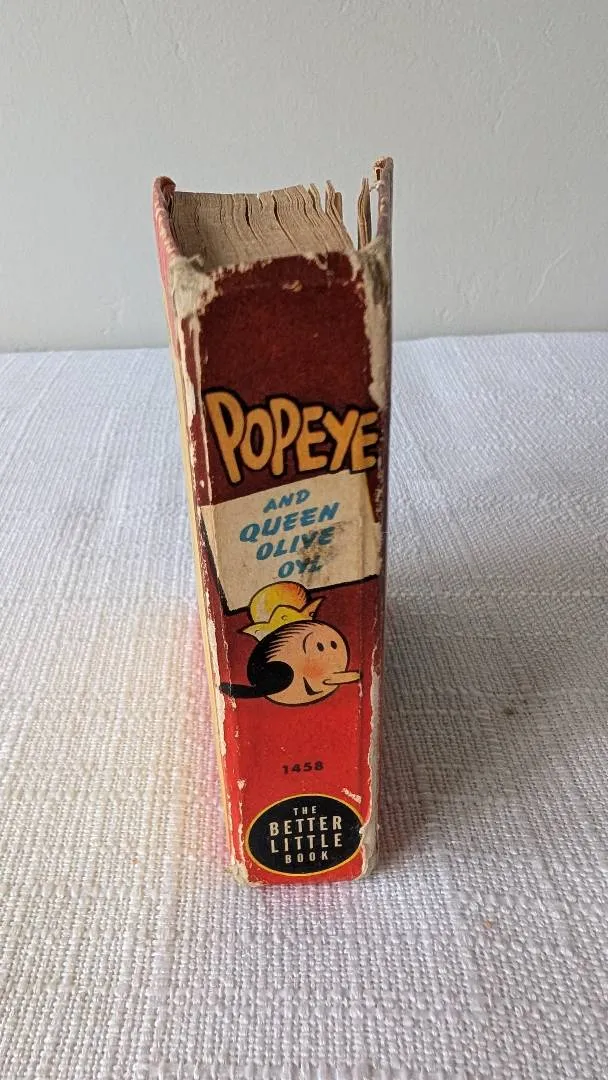 POPEYE
AND
QUEEN
OLIVE
OYL
1458
THE
BETTER
LITTLE
BOOK